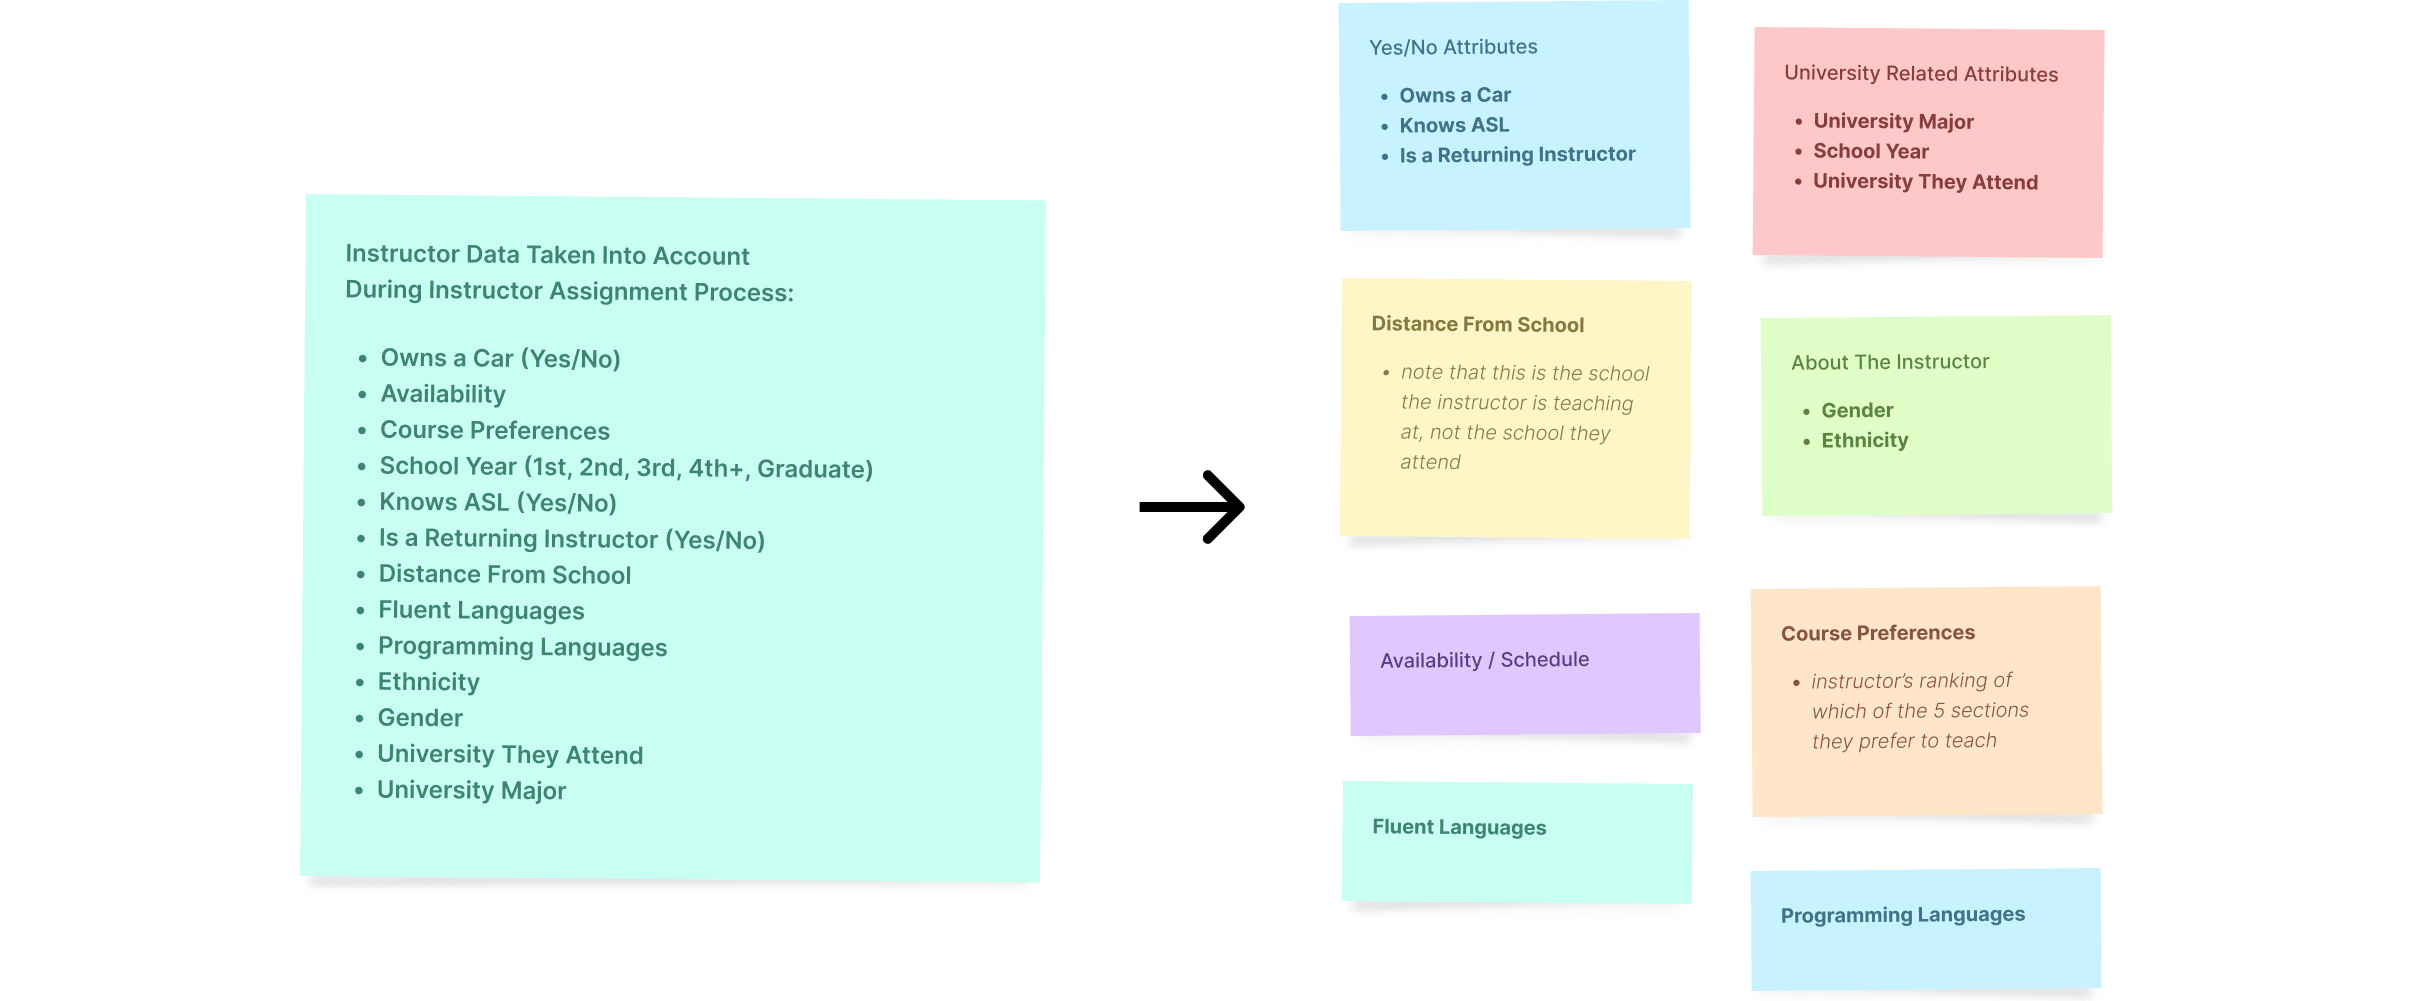 Instructor Data Taken Into Account
During Instructor Assignment Process:
• Owns a Car (Yes/No)
• Availability
• Course Preferences
• School Year (1st, 2nd, 3rd, 4th+, Graduate)
• Knows ASL (Yes/No)
• Is a Returning Instructor (Yes/No)
• Distance From School
• Fluent Languages
• Programming Languages
• Ethnicity
• Gender
• University They Attend
• University Major
Yes/No Attributes
• Owns a Car
• Knows ASL
• Is a Returning Instructor
University Related Attributes
• University Major
• School Year
• University They Attend
Distance From School
• note that this is the school
the instructor is teaching
at, not the school they
attend
About The Instructor
• Gender
• Ethnicity
Availability / Schedule
Course Preferences
• instructor’s ranking of
which of the 5 sections
they prefer to teach
Fluent Languages
Programming Languages